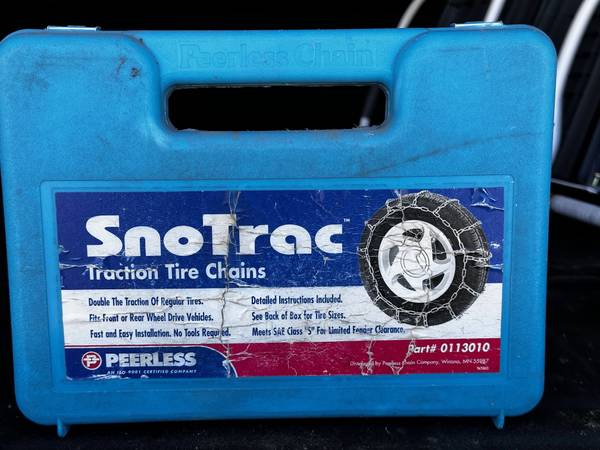 Peerless Chain
SnoTrac™
Traction Tire Chains
Double The Traction Of Regular Tires.
Fits Front or Rear Wheel Drive Vehicles.
Fast and Easy Installation. No Tools Required.
Detailed Instructions Included.
See Back of Box for Tire Sizes.
Meets SAE Class "S" For Limited Fender Clearance.
Part# 0113010
PEERLESS
AN ISO 9001 CERTIFIED COMPANY
Distributed by Peerless Chain Company, Winona, MN 55987